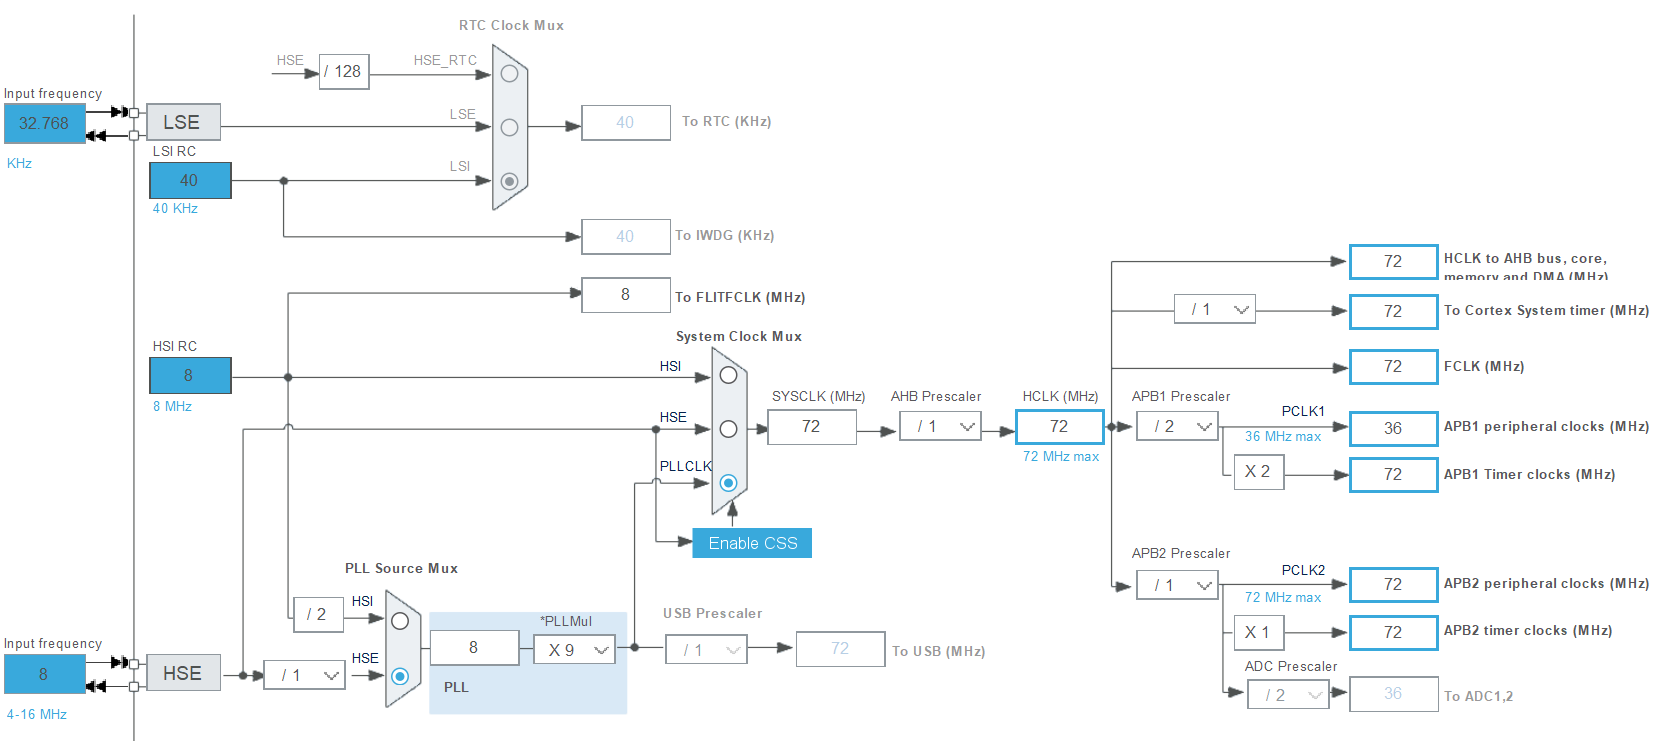 RTC Clock Mux
HSE
/ 128
HSE_RTC
Input frequency
32.768
KHz
LSE
LSE
40
To RTC (KHz)
LSI RC
40
40 KHz
LSI
40
To IWDG (KHz)
8
To FLITFCLK (MHz)
HSI RC
8
8 MHz
System Clock Mux
HSI
HSE
PLLCLK
Enable CSS
SYSCLK (MHz)
72
AHB Prescaler
/ 1
HCLK (MHz)
72
72 MHz max
72
HCLK to AHB bus, core,
memory and DMA (MHz)
/ 1
72
To Cortex System timer (MHz)
72
FCLK (MHz)
APB1 Prescaler
/ 2
PCLK1
36 MHz max
36
APB1 peripheral clocks (MHz)
X 2
72
APB1 Timer clocks (MHz)
APB2 Prescaler
/ 1
PCLK2
72 MHz max
72
APB2 peripheral clocks (MHz)
X 1
72
APB2 timer clocks (MHz)
ADC Prescaler
/ 2
36
To ADC1,2
PLL Source Mux
HSI
/ 2
Input frequency
8
4-16 MHz
HSE
/ 1
HSE
8
*PLLMul
X 9
PLL
USB Prescaler
/ 1
72
To USB (MHz)